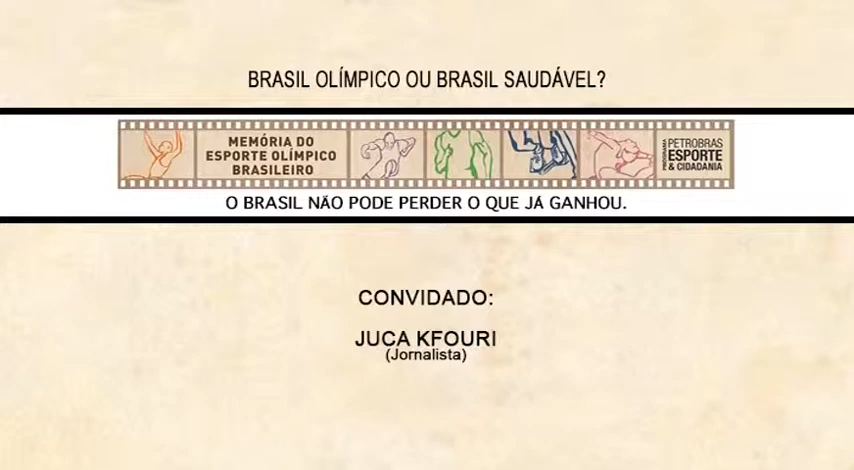 BRASIL OLÍMPICO OU BRASIL SAUDÁVEL?
MEMÓRIA DO
ESPORTE OLÍMPICO
BRASILEIRO
PROGRAMA
PETROBRAS
ESPORTE
& CIDADANIA
O BRASIL NÃO PODE PERDER O QUE JÁ GANHOU.
CONVIDADO:
JUCA KFOURI
(Jornalista)